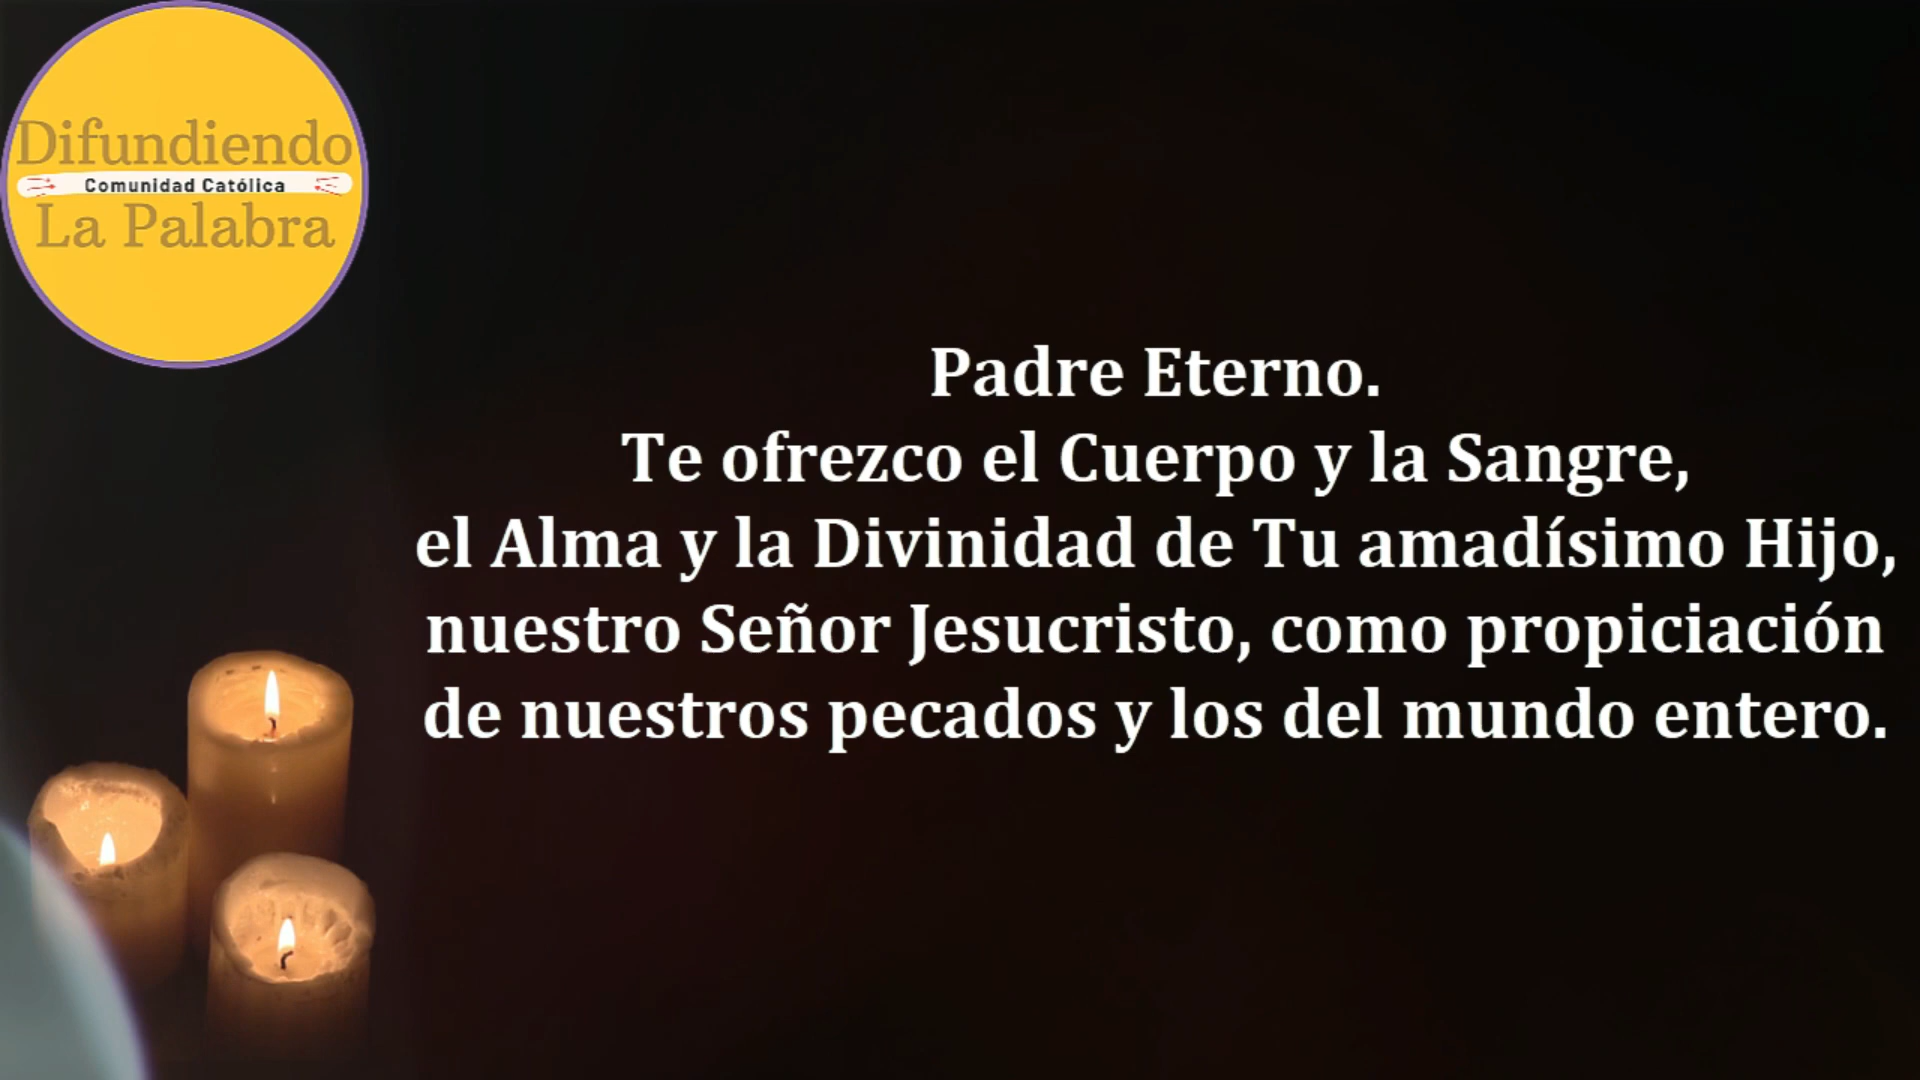 Difundiendo
Comunidad Católica
La Palabra
Padre Eterno.
Te ofrezco el Cuerpo y la Sangre,
el Alma y la Divinidad de Tu amadísimo Hijo,
nuestro Señor Jesucristo, como propiciación
de nuestros pecados y los del mundo entero.